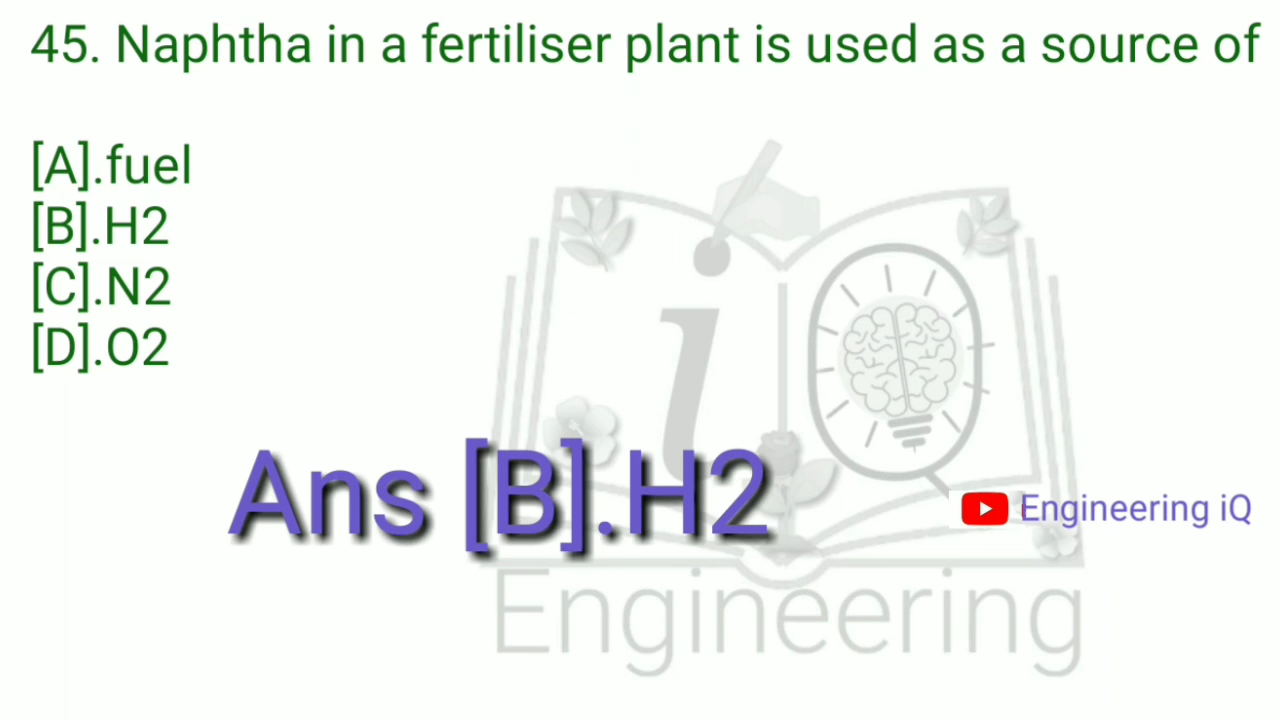 45. Naphtha in a fertiliser plant is used as a source of
[A].fuel
[B].H2
[C].N2
[D].O2
Ans [B].H2
Engineering iQ
i
Engineering